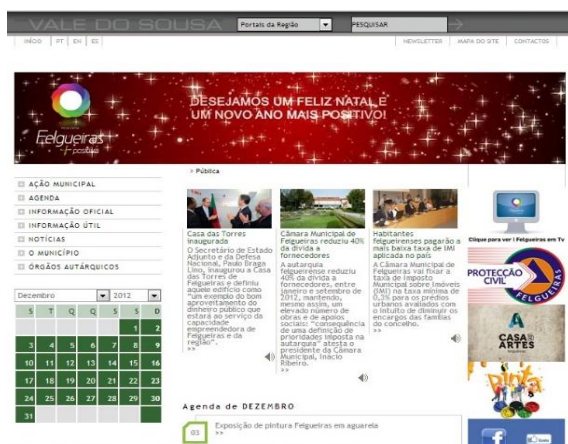 VALE DO SOUSA
Portais da Região
PESQUISAR
INÍCIO PT EN ES
NEWSLETTER MAPA DO SITE CONTACTOS
DESEJAMOS UM FELIZ NATAL E
UM NOVO ANO MAIS POSITIVO!
Felgueiras
positiva
> Pública
AÇÃO MUNICIPAL
AGENDA
INFORMAÇÃO OFICIAL
INFORMAÇÃO ÚTIL
NOTÍCIAS
O MUNICÍPIO
ÓRGÃOS AUTÁRQUICOS
Dezembro 2012
S T Q Q S S D
1 2
3 4 5 6 7 8 9
10 11 12 13 14 15 16
17 18 19 20 21 22 23
24 25 26 27 28 29 30
31
Casa das Torres
inaugurada
O Secretário de Estado
Adjunto e da Defesa
Nacional, Paulo Braga
Lino, inaugurou a Casa
das Torres de
Felgueiras e definiu
aquele edifício como
"um exemplo do bom
aproveitamento do
dinheiro público que
estará ao serviço da
capacidade
empreendedora de
Felgueiras e da
região".
>>
Câmara Municipal de
Felgueiras reduziu 40%
da dívida a
fornecedores
A autarquia
felgueirense reduziu
40% da dívida a
fornecedores, entre
janeiro e setembro de
2012, mantendo,
mesmo assim, um
elevado número de
obras e de apoios
sociais: "consequência
de uma definição de
prioridades imposta na
autarquia" atesta o
presidente da Câmara
Municipal, Inácio
Ribeiro.
>>
Habitantes
felgueirenses pagarão a
mais baixa taxa de IMI
aplicada no país
A Câmara Municipal de
Felgueiras vai fixar a
taxa de Imposto
Municipal sobre Imóveis
(IMI) na taxa mínima de
0,3% para os prédios
urbanos avaliados com
o intuito de diminuir os
encargos das famílias
do concelho.
>>
Agenda de DEZEMBRO
03 Exposição de pintura Felgueiras em aguarela
>>
Clique para ver | Felgueiras em Tv
PROTECÇÃO
CIVIL
FELGUEIRAS
CASA DAS
ARTES
Pinta
f